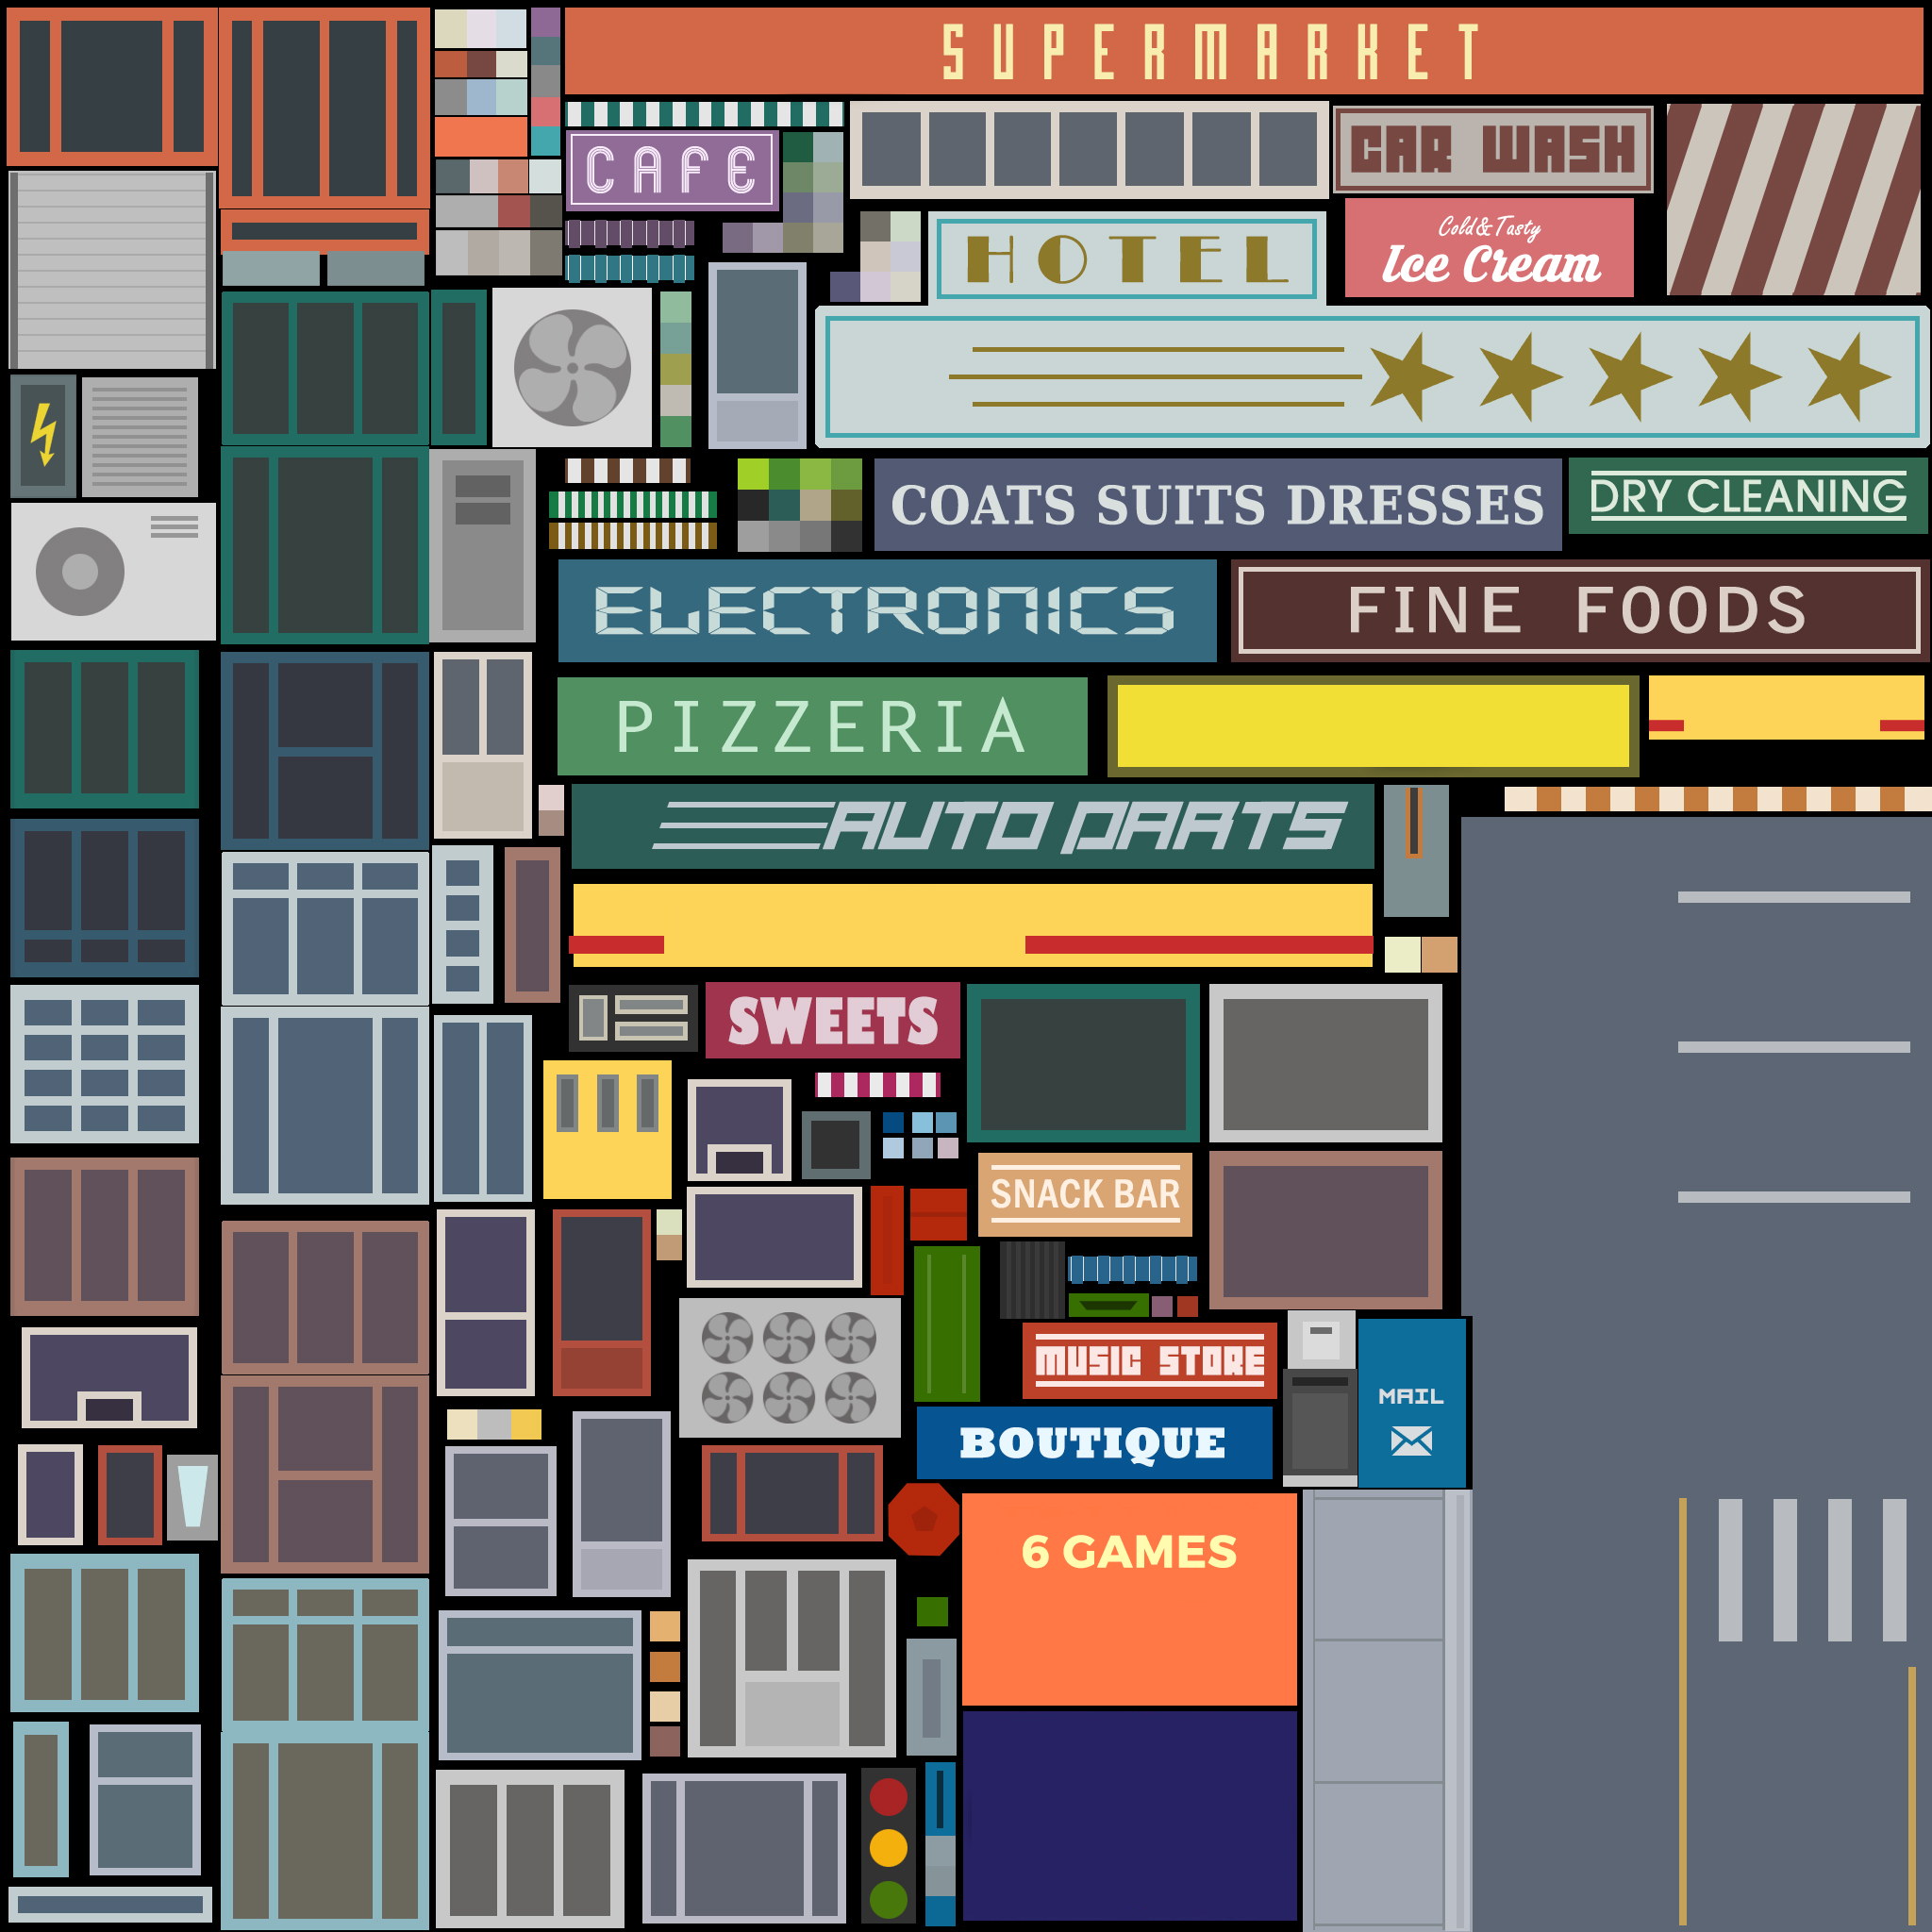 SUPERMARKET
CAFE
CAR WASH
Cold & Tasty
Ice Cream
HOTEL
COATS SUITS DRESSES
DRY CLEANING
ELECTRONICS
FINE FOODS
PIZZERIA
AUTO PARTS
SWEETS
SNACK BAR
MUSIC STORE
MAIL
BOUTIQUE
6 GAMES